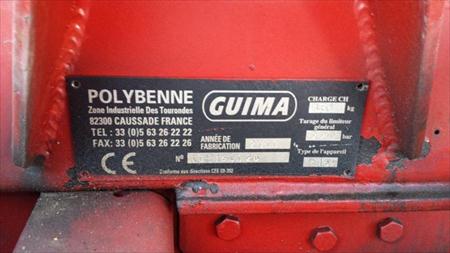 POLYBENNE
Zone Industrielle Des Tourondes
82300 CAUSSADE FRANCE
TEL : 33 (0)5 63 26 22 22
FAX: 33 (0)5 63 26 22 26
CE
GUIMA
ANNÉE DE
FABRICATION
N°
Conforme aux directives CEE 89-392
CHARGE CH
kg
Tarage du limiteur
général
bar
Type de l'appareil